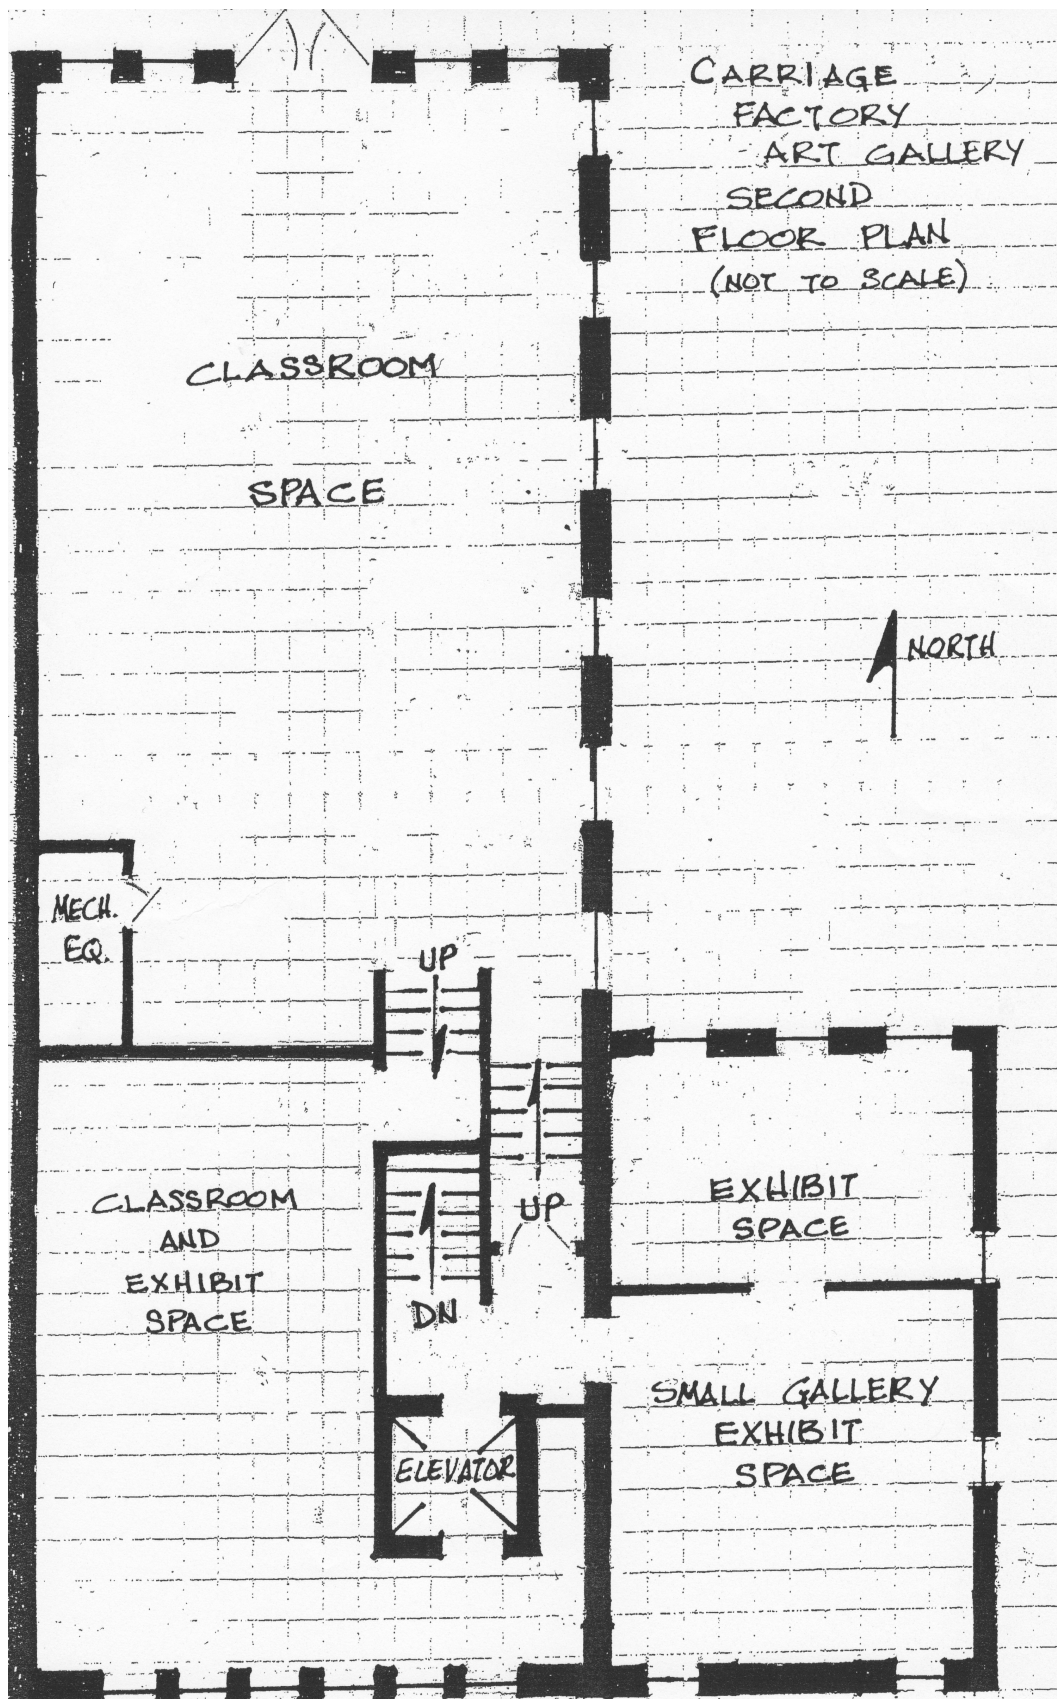 CARRIAGE
FACTORY
ART GALLERY
SECOND
FLOOR PLAN
(NOT TO SCALE)
CLASSROOM
SPACE
NORTH
MECH.
EQ.
UP
CLASSROOM
AND
EXHIBIT
SPACE
UP
DN
EXHIBIT
SPACE
SMALL GALLERY
EXHIBIT
SPACE
ELEVATOR